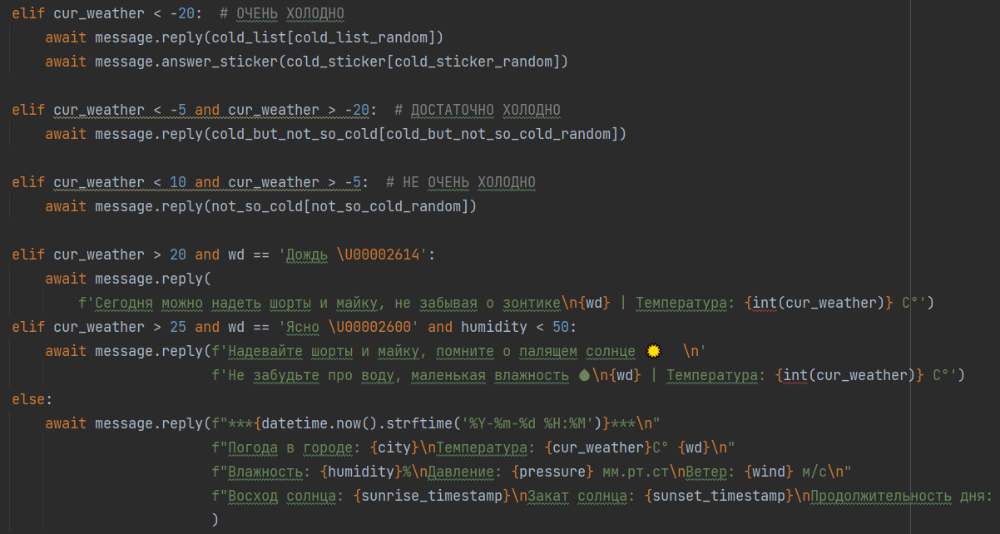 elif cur_weather < -20:  # ОЧЕНЬ ХОЛОДНО
    await message.reply(cold_list[cold_list_random])
    await message.answer_sticker(cold_sticker[cold_sticker_random])

elif cur_weather < -5 and cur_weather > -20:  # ДОСТАТОЧНО ХОЛОДНО
    await message.reply(cold_but_not_so_cold[cold_but_not_so_cold_random])

elif cur_weather < 10 and cur_weather > -5:  # НЕ ОЧЕНЬ ХОЛОДНО
    await message.reply(not_so_cold[not_so_cold_random])

elif cur_weather > 20 and wd == 'Дождь \U00002614':
    await message.reply(
        f'Сегодня можно надеть шорты и майку, не забывая о зонтике\n{wd} | Температура: {int(cur_weather)} C°')
elif cur_weather > 25 and wd == 'Ясно \U00002600' and humidity < 50:
    await message.reply(f'Надевайте шорты и майку, помните о палящем солнце ☀  \n'
                        f'Не забудьте про воду, маленькая влажность 💧\n{wd} | Температура: {int(cur_weather)} C°')
else:
    await message.reply(f"***{datetime.now().strftime('%Y-%m-%d %H:%M')}***\n"
                        f"Погода в городе: {city}\nТемпература: {cur_weather}C° {wd}\n"
                        f"Влажность: {humidity}%\nДавление: {pressure} мм.рт.ст\nВетер: {wind} м/с\n"
                        f"Восход солнца: {sunrise_timestamp}\nЗакат солнца: {sunset_timestamp}\nПродолжительность дня:
                        )